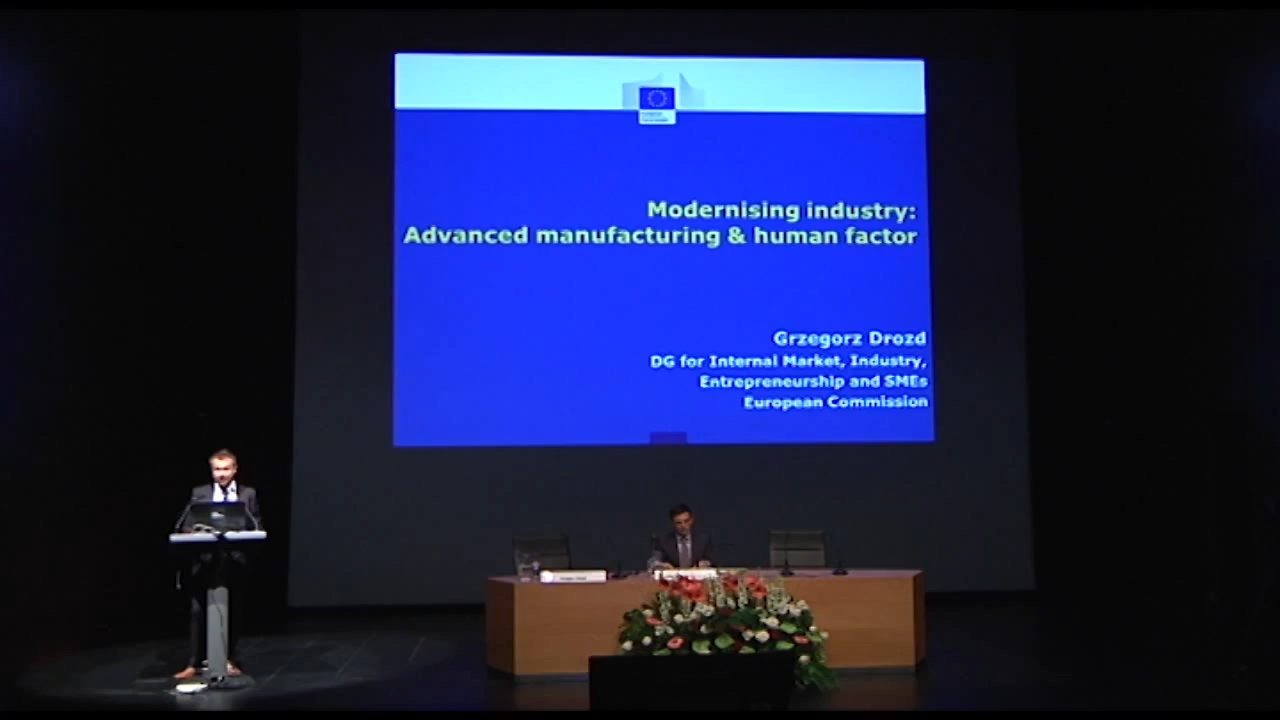 Modernising industry:
Advanced manufacturing & human factor
Grzegorz Drozd
DG for Internal Market, Industry,
Entrepreneurship and SMEs
European Commission